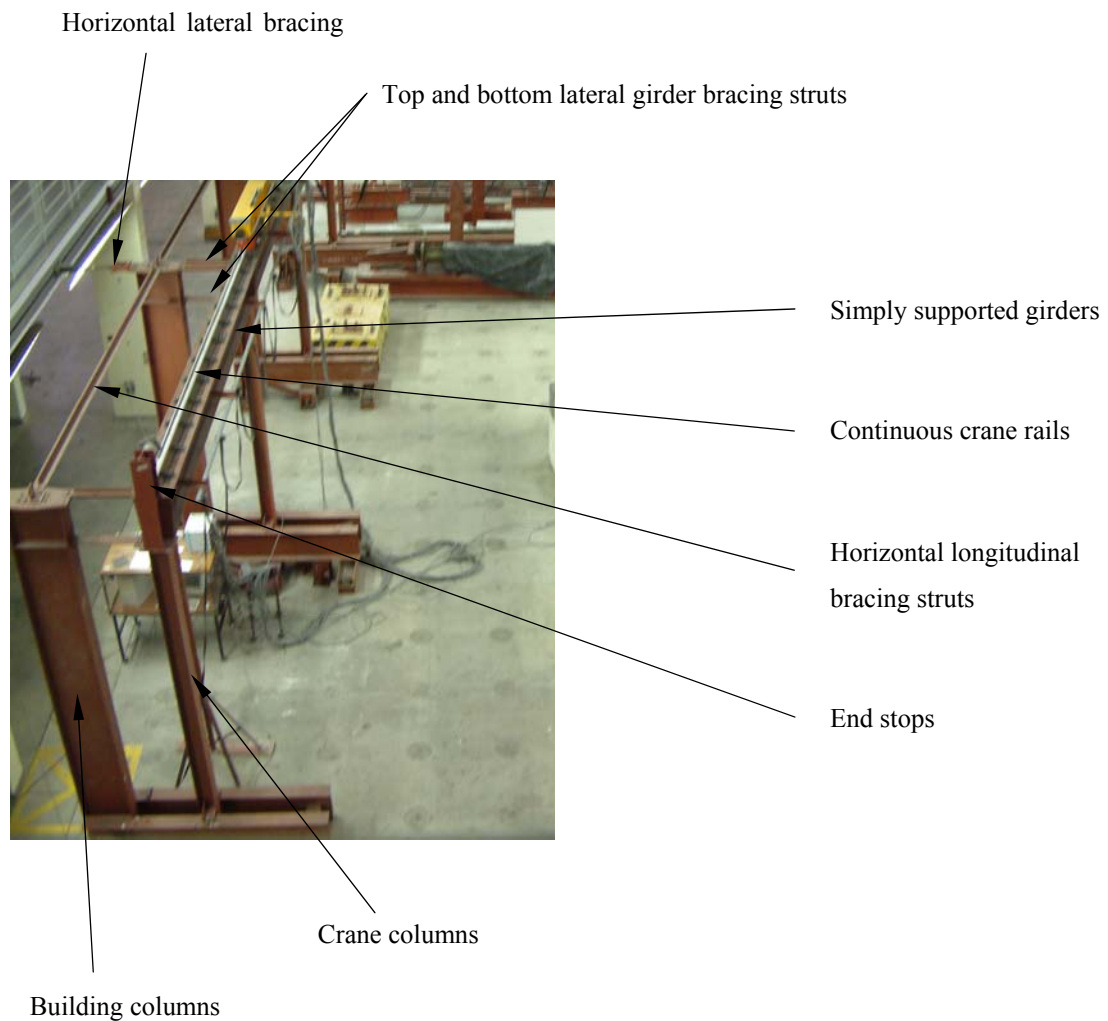 Horizontal lateral bracing
Top and bottom lateral girder bracing struts
Simply supported girders
Continuous crane rails
Horizontal longitudinal
bracing struts
End stops
Crane columns
Building columns